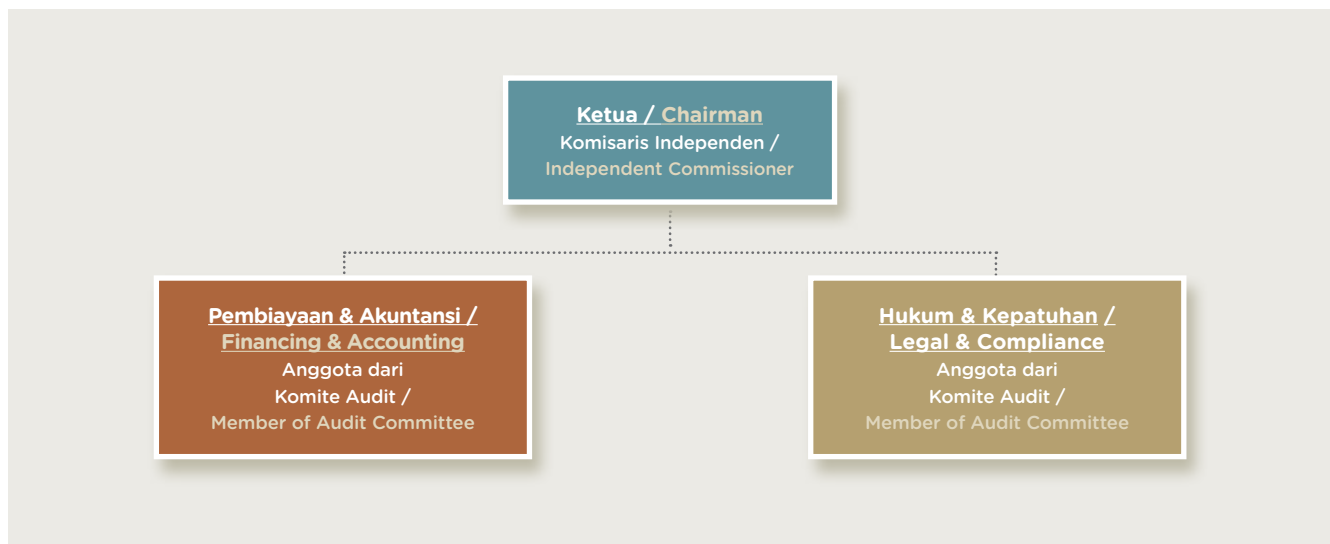 Ketua / Chairman
Komisaris Independen /
Independent Commissioner
Pembiayaan & Akuntansi /
Financing & Accounting
Anggota dari
Komite Audit /
Member of Audit Committee
Hukum & Kepatuhan /
Legal & Compliance
Anggota dari
Komite Audit /
Member of Audit Committee